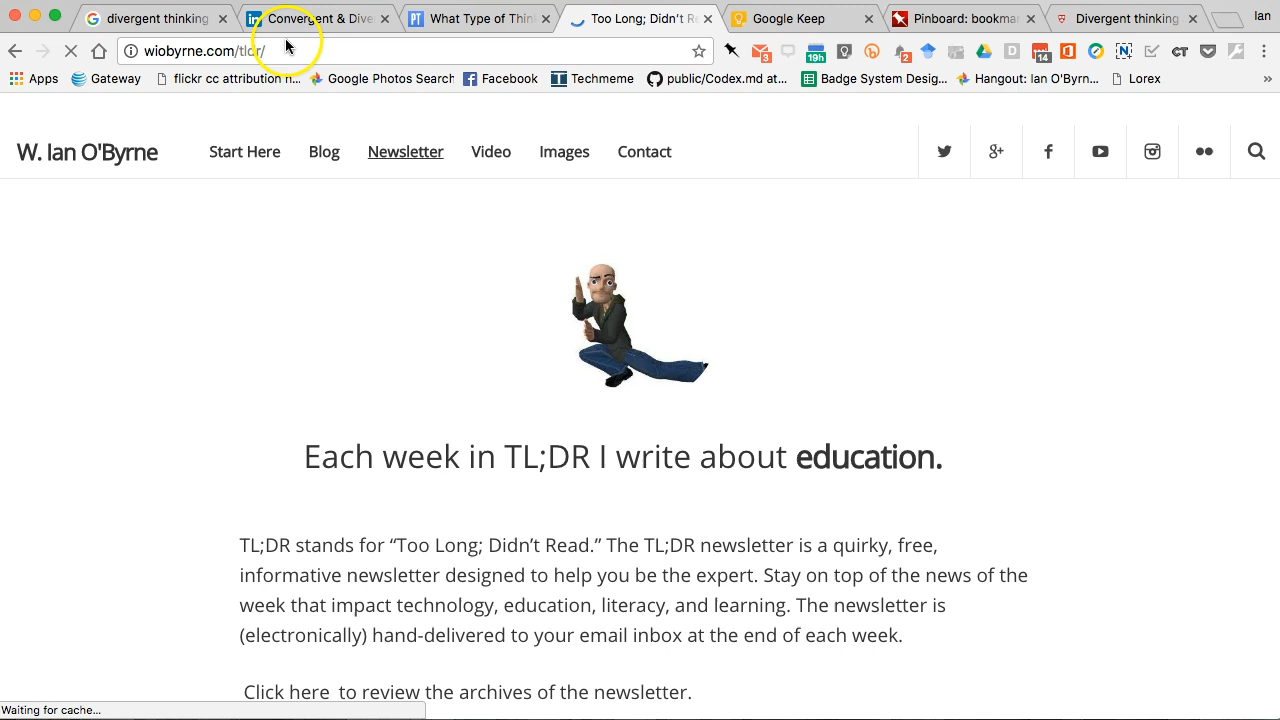 divergent thinkin
Convergent & Dive
What Type of Thin
Too Long; Didn't R
Google Keep
Pinboard: bookma
Divergent thinking
Ian
wiobyrne.com/tldr/
3
19h
2
14
Apps
Gateway
flickr cc attribution h...
Google Photos Search
Facebook
Techmeme
public/Codex.md at...
Badge System Desig...
Hangout: Ian O'Byrn...
Lorex
»
W. Ian O'Byrne
Start Here
Blog
Newsletter
Video
Images
Contact
Each week in TL;DR I write about education.
TL;DR stands for “Too Long; Didn’t Read.” The TL;DR newsletter is a quirky, free,
informative newsletter designed to help you be the expert. Stay on top of the news of the
week that impact technology, education, literacy, and learning. The newsletter is
(electronically) hand-delivered to your email inbox at the end of each week.
Click here to review the archives of the newsletter.
Waiting for cache...